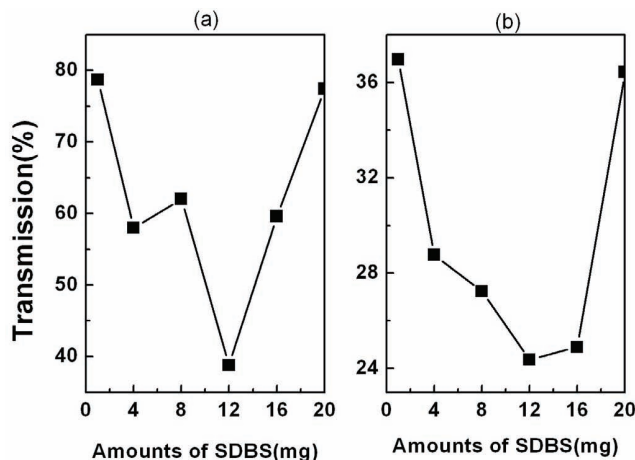 (a)
(b)
Transmission(%)
80
70
60
50
40
0 4 8 12 16 20
Amounts of SDBS(mg)
36
32
28
24
0 4 8 12 16 20
Amounts of SDBS(mg)